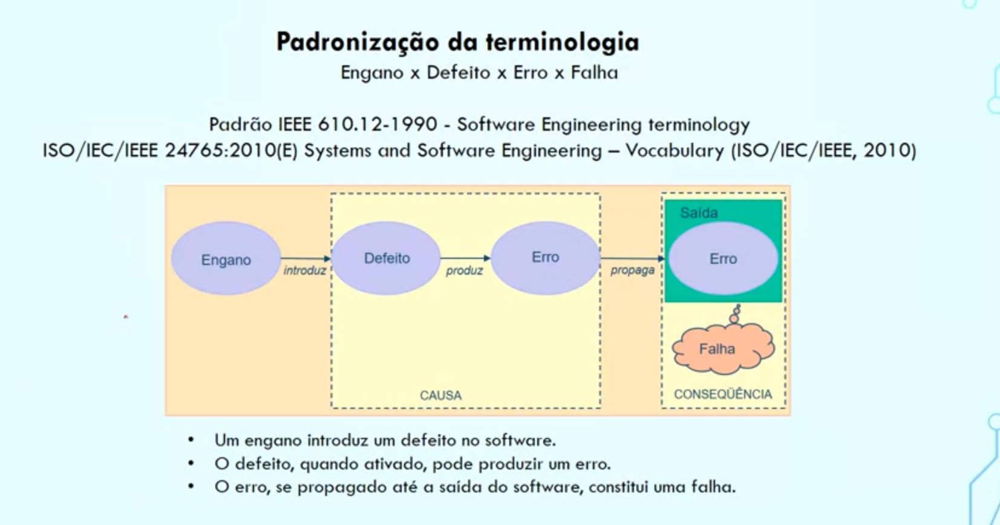 Padronização da terminologia
Engano x Defeito x Erro x Falha
Padrão IEEE 610.12-1990 - Software Engineering terminology
ISO/IEC/IEEE 24765:2010(E) Systems and Software Engineering – Vocabulary (ISO/IEC/IEEE, 2010)
Saída
Engano
introduz
Defeito
produz
Erro
propaga
Erro
Falha
CAUSA
CONSEQÜÊNCIA
• Um engano introduz um defeito no software.
• O defeito, quando ativado, pode produzir um erro.
• O erro, se propagado até a saída do software, constitui uma falha.